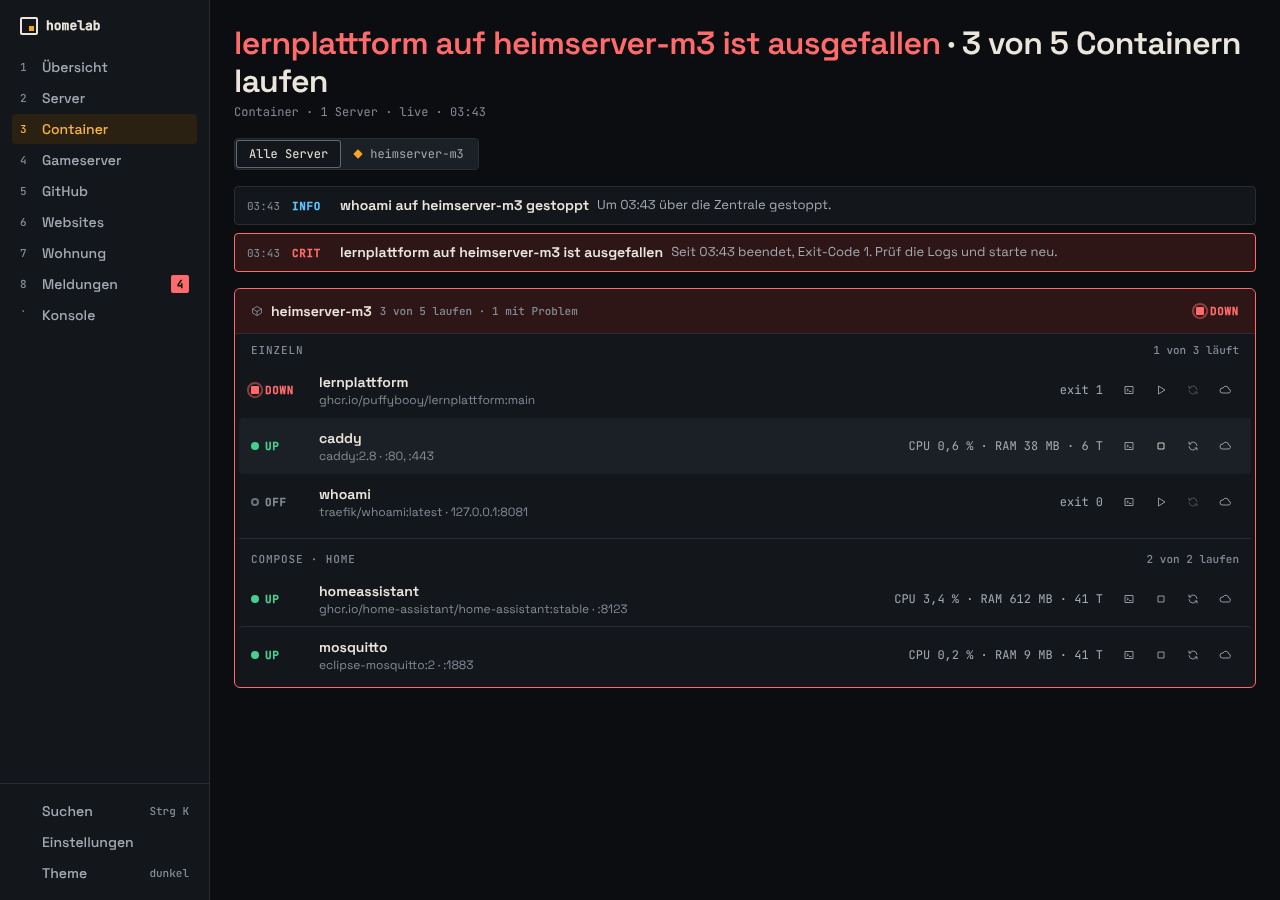 homelab
1 Übersicht
2 Server
3 Container
4 Gameserver
5 GitHub
6 Websites
7 Wohnung
8 Meldungen 4
` Konsole
Suchen Strg K
Einstellungen
Theme dunkel
lernplattform auf heimserver-m3 ist ausgefallen · 3 von 5 Containern
laufen
Container · 1 Server · live · 03:43
Alle Server heimserver-m3
03:43 INFO whoami auf heimserver-m3 gestoppt Um 03:43 über die Zentrale gestoppt.
03:43 CRIT lernplattform auf heimserver-m3 ist ausgefallen Seit 03:43 beendet, Exit-Code 1. Prüf die Logs und starte neu.
heimserver-m3 3 von 5 laufen · 1 mit Problem DOWN
EINZELN 1 von 3 läuft
DOWN lernplattform exit 1
ghcr.io/puffybooy/lernplattform:main
UP caddy CPU 0,6 % · RAM 38 MB · 6 T
caddy:2.8 · :80, :443
OFF whoami exit 0
traefik/whoami:latest · 127.0.0.1:8081
COMPOSE · HOME 2 von 2 laufen
UP homeassistant CPU 3,4 % · RAM 612 MB · 41 T
ghcr.io/home-assistant/home-assistant:stable · :8123
UP mosquitto CPU 0,2 % · RAM 9 MB · 41 T
eclipse-mosquitto:2 · :1883